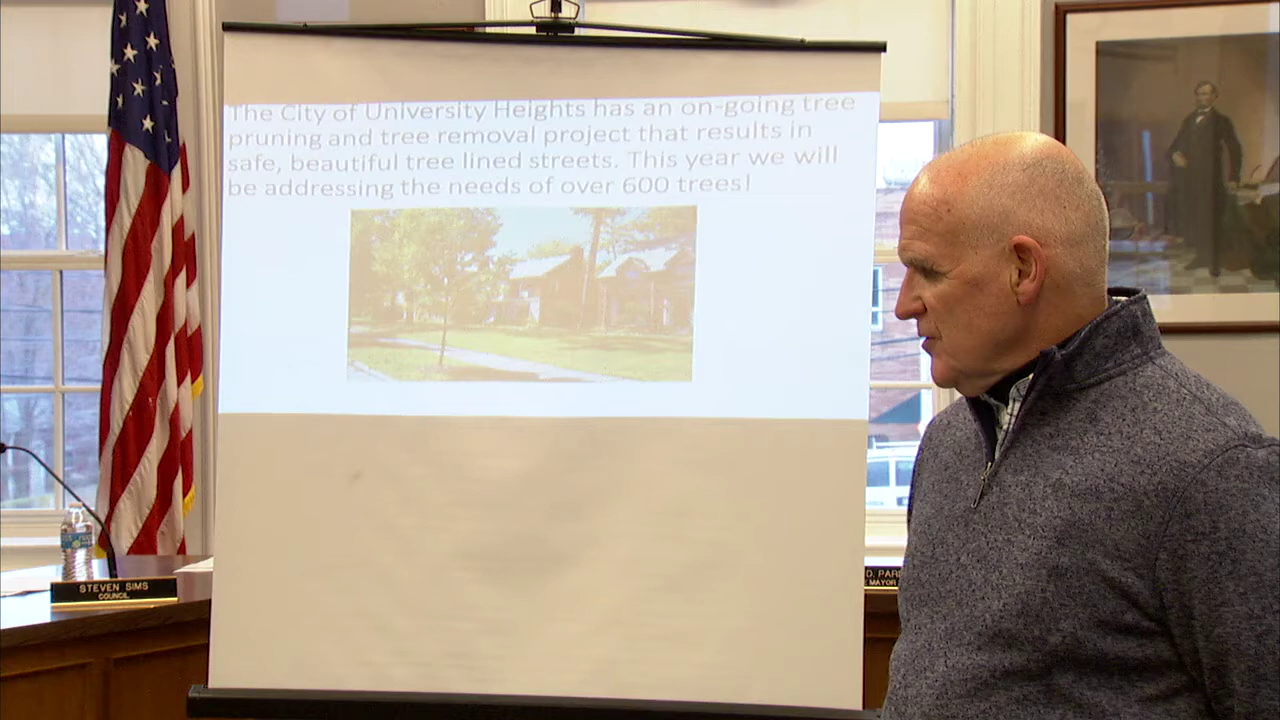 The City of University Heights has an on-going tree
pruning and tree removal project that results in
safe, beautiful tree lined streets. This year we will
be addressing the needs of over 600 trees!
STEVEN SIMS
COUNCIL
MAYOR